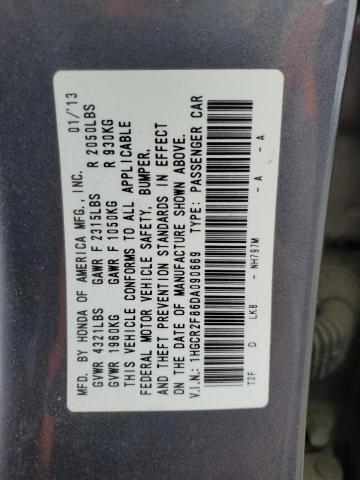 MFD. BY HONDA OF AMERICA MFG., INC. 01/'13
GVWR 4321LBS GAWR F 2315LBS R 2050LBS
GVWR 1960KG GAWR F 1050KG R 930KG
THIS VEHICLE CONFORMS TO ALL APPLICABLE
FEDERAL MOTOR VEHICLE SAFETY, BUMPER,
AND THEFT PREVENTION STANDARDS IN EFFECT
ON THE DATE OF MANUFACTURE SHOWN ABOVE.
V.I.N.: 1HGCR2F86DA090669 TYPE: PASSENGER CAR
T2F D LKB - NH797M - A - A